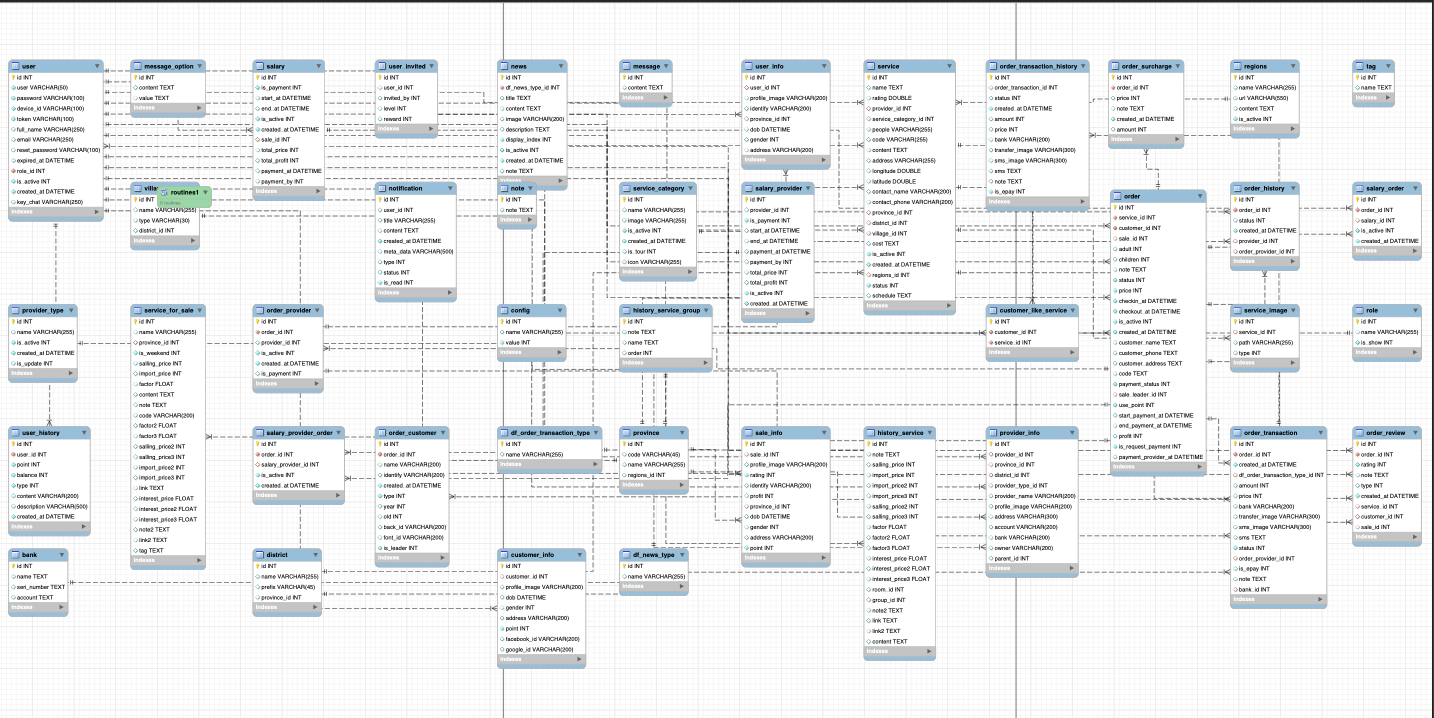 user
id INT
user VARCHAR(50)
password VARCHAR(100)
device_id VARCHAR(100)
token VARCHAR(100)
full_name VARCHAR(250)
email VARCHAR(250)
reset_password VARCHAR(100)
expired_at DATETIME
role_id INT
is_active INT
created_at DATETIME
key_chat VARCHAR(250)
Indexes
message_option
id INT
content TEXT
value TEXT
Indexes
salary
id INT
is_payment INT
start_at DATETIME
end_at DATETIME
is_active INT
created_at DATETIME
sale_id INT
total_price INT
total_profit INT
payment_at DATETIME
payment_by INT
user_invited
id INT
user_id INT
invited_by INT
level INT
reward INT
Indexes
news
id INT
df_news_type_id INT
title TEXT
content TEXT
image VARCHAR(200)
description TEXT
display_index INT
is_active INT
created_at DATETIME
note TEXT
message
id INT
content TEXT
Indexes
user_info
id INT
user_id INT
profile_image VARCHAR(200)
identify VARCHAR(200)
province_id INT
dob DATETIME
gender INT
address VARCHAR(200)
Indexes
service
id INT
name TEXT
rating DOUBLE
provider_id INT
service_category_id INT
people VARCHAR(255)
code VARCHAR(255)
content TEXT
address VARCHAR(255)
longitude DOUBLE
latitude DOUBLE
contact_name VARCHAR(200)
contact_phone VARCHAR(200)
province_id INT
district_id INT
village_id INT
cost TEXT
is_active INT
created_at DATETIME
regions_id INT
status INT
schedule TEXT
Indexes
order_transaction_history
id INT
order_transaction_id INT
status INT
created_at DATETIME
amount INT
price INT
bank VARCHAR(200)
transfer_image VARCHAR(300)
sms_image VARCHAR(300)
sms TEXT
note TEXT
is_epay INT
Indexes
order_surcharge
id INT
order_id INT
price INT
note TEXT
created_at DATETIME
amount INT
Indexes
regions
id INT
name VARCHAR(255)
url VARCHAR(550)
content TEXT
is_active INT
Indexes
tag
id INT
name TEXT
Indexes
routines1
0 routines
id INT
name VARCHAR(255)
type VARCHAR(30)
district_id INT
Indexes
notification
id INT
user_id INT
title VARCHAR(255)
content TEXT
created_at DATETIME
meta_data VARCHAR(500)
type INT
status INT
is_read INT
Indexes
note
id INT
note TEXT
Indexes
service_category
id INT
name VARCHAR(255)
image VARCHAR(255)
is_active INT
created_at DATETIME
is_tour INT
icon VARCHAR(255)
Indexes
salary_provider
id INT
provider_id INT
is_payment INT
start_at DATETIME
end_at DATETIME
payment_at DATETIME
payment_by INT
total_price INT
total_profit INT
is_active INT
created_at DATETIME
Indexes
order
id INT
service_id INT
customer_id INT
sale_id INT
adult INT
children INT
note TEXT
status INT
price INT
checkin_at DATETIME
checkout_at DATETIME
is_active INT
created_at DATETIME
customer_name TEXT
customer_phone TEXT
customer_address TEXT
code TEXT
payment_status INT
sale_leader_id INT
use_point INT
start_payment_at DATETIME
end_payment_at DATETIME
profit INT
is_request_payment INT
payment_provider_at DATETIME
Indexes
order_history
id INT
order_id INT
status INT
created_at DATETIME
provider_id INT
order_provider_id INT
Indexes
salary_order
id INT
order_id INT
salary_id INT
is_active INT
created_at DATETIME
Indexes
provider_type
id INT
name VARCHAR(255)
is_active INT
created_at DATETIME
is_update INT
Indexes
service_for_sale
id INT
name VARCHAR(255)
province_id INT
is_weekend INT
salling_price INT
import_price INT
factor FLOAT
content TEXT
note TEXT
code VARCHAR(200)
factor2 FLOAT
factor3 FLOAT
salling_price2 INT
salling_price3 INT
import_price2 INT
import_price3 INT
link TEXT
interest_price FLOAT
interest_price2 FLOAT
interest_price3 FLOAT
note2 TEXT
link2 TEXT
tag TEXT
Indexes
order_provider
id INT
order_id INT
provider_id INT
is_active INT
created_at DATETIME
is_payment INT
Indexes
config
id INT
name VARCHAR(255)
value INT
Indexes
history_service_group
id INT
note TEXT
name TEXT
order INT
Indexes
customer_like_service
id INT
customer_id INT
service_id INT
Indexes
service_image
id INT
service_id INT
path VARCHAR(255)
type INT
Indexes
role
id INT
name VARCHAR(255)
is_show INT
Indexes
user_history
id INT
user_id INT
point INT
balance INT
type INT
content VARCHAR(200)
description VARCHAR(500)
created_at DATETIME
Indexes
salary_provider_order
id INT
order_id INT
salary_provider_id INT
is_active INT
created_at DATETIME
Indexes
order_customer
id INT
order_id INT
name VARCHAR(200)
identity VARCHAR(200)
created_at DATETIME
type INT
year INT
old INT
back_id VARCHAR(200)
font_id VARCHAR(200)
is_leader INT
Indexes
df_order_transaction_type
id INT
name VARCHAR(255)
Indexes
province
id INT
code VARCHAR(45)
name VARCHAR(255)
regions_id INT
Indexes
sale_info
id INT
sale_id INT
profile_image VARCHAR(200)
rating INT
identify VARCHAR(200)
profit INT
province_id INT
dob DATETIME
gender INT
address VARCHAR(200)
point INT
Indexes
history_service
id INT
note TEXT
salling_price INT
import_price INT
import_price2 INT
import_price3 INT
salling_price2 INT
salling_price3 INT
factor FLOAT
factor2 FLOAT
factor3 FLOAT
interest_price FLOAT
interest_price2 FLOAT
interest_price3 FLOAT
room_id INT
group_id INT
note2 TEXT
link TEXT
link2 TEXT
content TEXT
Indexes
provider_info
id INT
provider_id INT
province_id INT
district_id INT
provider_type_id INT
provider_name VARCHAR(200)
profile_image VARCHAR(200)
address VARCHAR(300)
account VARCHAR(200)
bank VARCHAR(200)
owner VARCHAR(200)
parent_id INT
Indexes
order_transaction
id INT
order_id INT
created_at DATETIME
df_order_transaction_type_id INT
amount INT
price INT
bank VARCHAR(200)
transfer_image VARCHAR(300)
sms_image VARCHAR(300)
sms TEXT
status INT
order_provider_id INT
is_epay INT
note TEXT
bank_id INT
Indexes
order_review
id INT
order_id INT
rating INT
note TEXT
type INT
created_at DATETIME
service_id INT
customer_id INT
sale_id INT
Indexes
bank
id INT
name TEXT
seri_number TEXT
account TEXT
Indexes
district
id INT
name VARCHAR(255)
prefix VARCHAR(45)
province_id INT
Indexes
customer_info
id INT
customer_id INT
profile_image VARCHAR(200)
dob DATETIME
gender INT
address VARCHAR(200)
point INT
facebook_id VARCHAR(200)
google_id VARCHAR(200)
Indexes
df_news_type
id INT
name VARCHAR(255)
Indexes